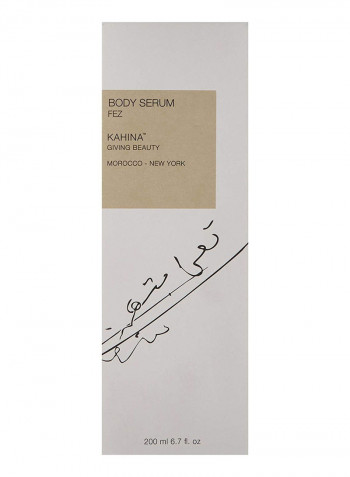 BODY SERUM
FEZ
KAHINA™
GIVING BEAUTY
MOROCCO - NEW YORK
200 ml 6.7 fl. oz